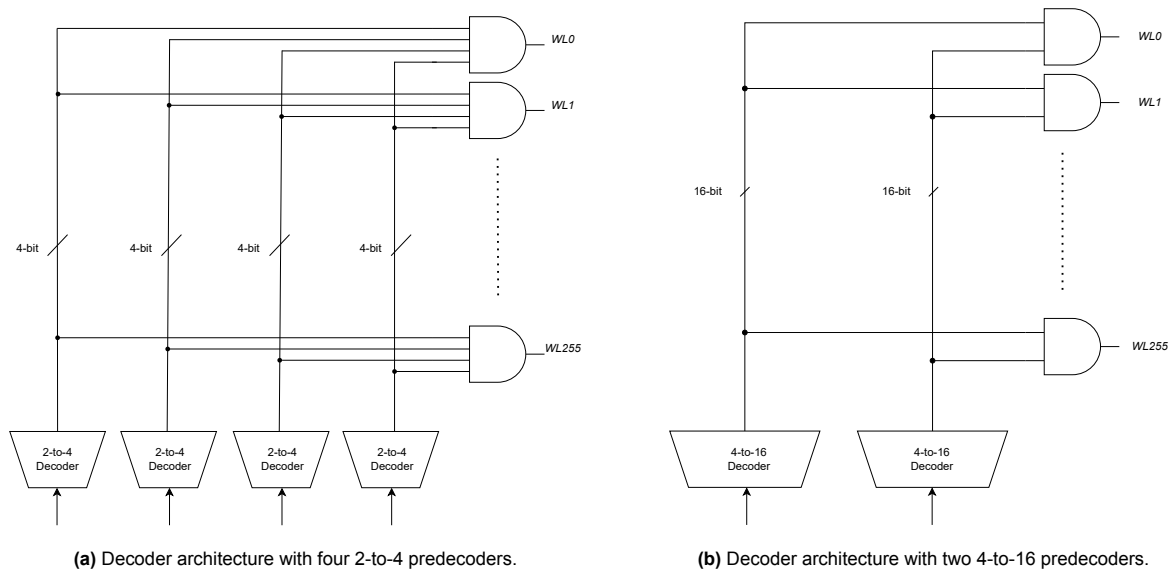 WL0
WL1
4-bit
4-bit
4-bit
4-bit
WL255
2-to-4
Decoder
2-to-4
Decoder
2-to-4
Decoder
2-to-4
Decoder
(a) Decoder architecture with four 2-to-4 predecoders.
WL0
WL1
16-bit
16-bit
WL255
4-to-16
Decoder
4-to-16
Decoder
(b) Decoder architecture with two 4-to-16 predecoders.